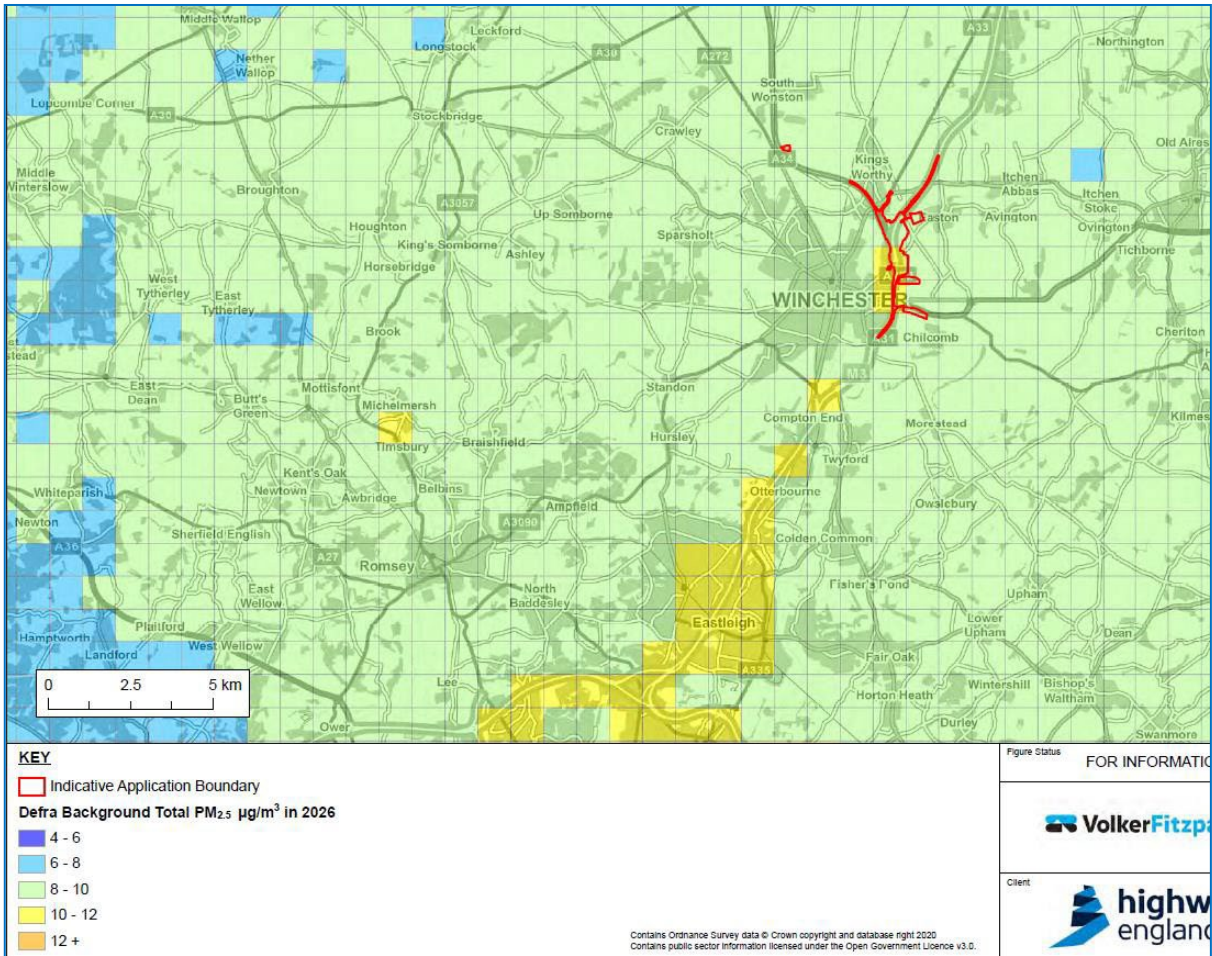 Middle Wallop
Leckford
A33
Northington
Longstock
A30
A272
Nether
Wallop
South
Wonston
Lopcombe Corner
A30
Stockbridge
Crawley
Old Alres
Middle
Winterslow
A34
Kings
Worthy
Itchen
Abbas
Itchen
Stoke
Broughton
A3057
Up Somborne
Easton
Avington
Ovington
Houghton
Sparsholt
King's Somborne
Ashley
Tichborne
Horsebridge
West
Tytherley
East
Tytherley
WINCHESTER
Brook
A31
Chilcomb
Cheriton
stead
M3
East
Dean
Mottisfont
Standon
Butt's
Green
Michelmersh
Compton End
Morestead
Kilmes
Timsbury
Braishfield
Hursley
Twyford
Kent's Oak
Whiteparish
Newtown
Awbridge
Belbins
Otterbourne
Owslebury
Newton
Ampfield
A3090
Sherfield English
Colden Common
A36
A27
Romsey
East
Wellow
North
Baddesley
Fisher's Pond
Upham
Plaitford
Eastleigh
Lower
Upham
Dean
Hamptworth
Landford
West Wellow
Fair Oak
A335
0 2.5 5 km
Lee
Horton Heath
Wintershill
Bishop's
Waltham
Ower
Durley
Swanmore
KEY
Indicative Application Boundary
Defra Background Total PM2.5 µg/m³ in 2026
4 - 6
6 - 8
8 - 10
10 - 12
12 +
Contains Ordnance Survey data © Crown copyright and database right 2020
Contains public sector information licensed under the Open Government Licence v3.0.
Figure Status
FOR INFORMATIO
VolkerFitzpa
Client
highw
england